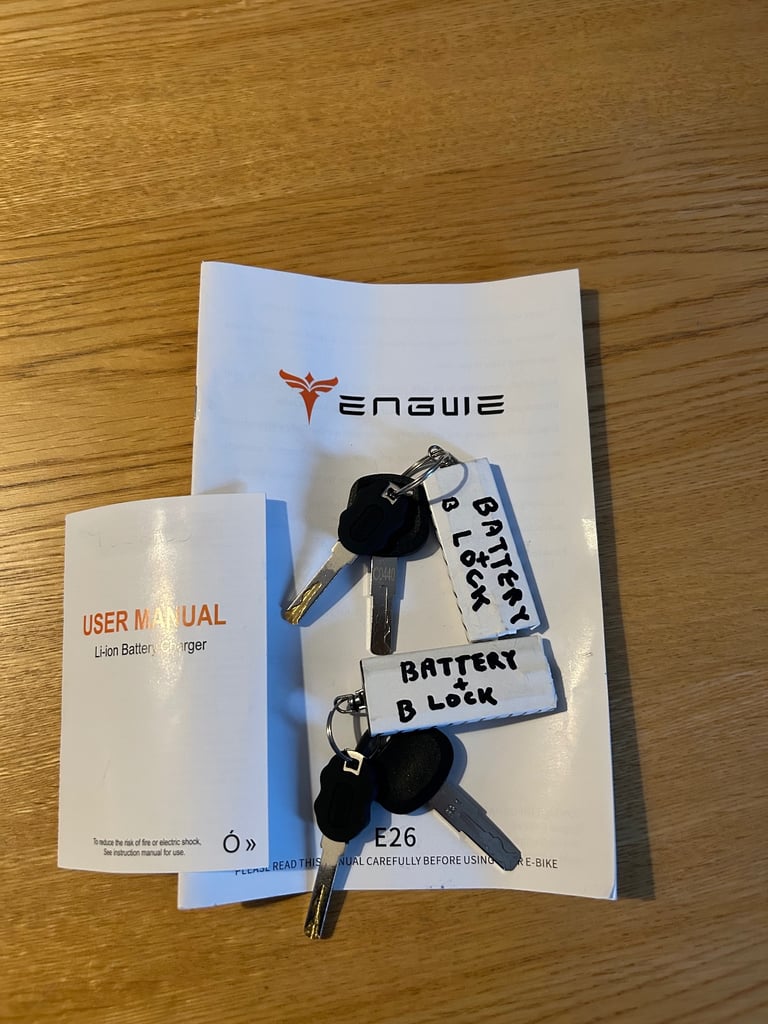 ENGWE
BATTERY
+
B LOCK
C0440
BATTERY
+
B LOCK
USER MANUAL
Li-ion Battery Charger
To reduce the risk of fire or electric shock,
See instruction manual for use.
Ó »
E26
PLEASE READ THIS MANUAL CAREFULLY BEFORE USING E-BIKE